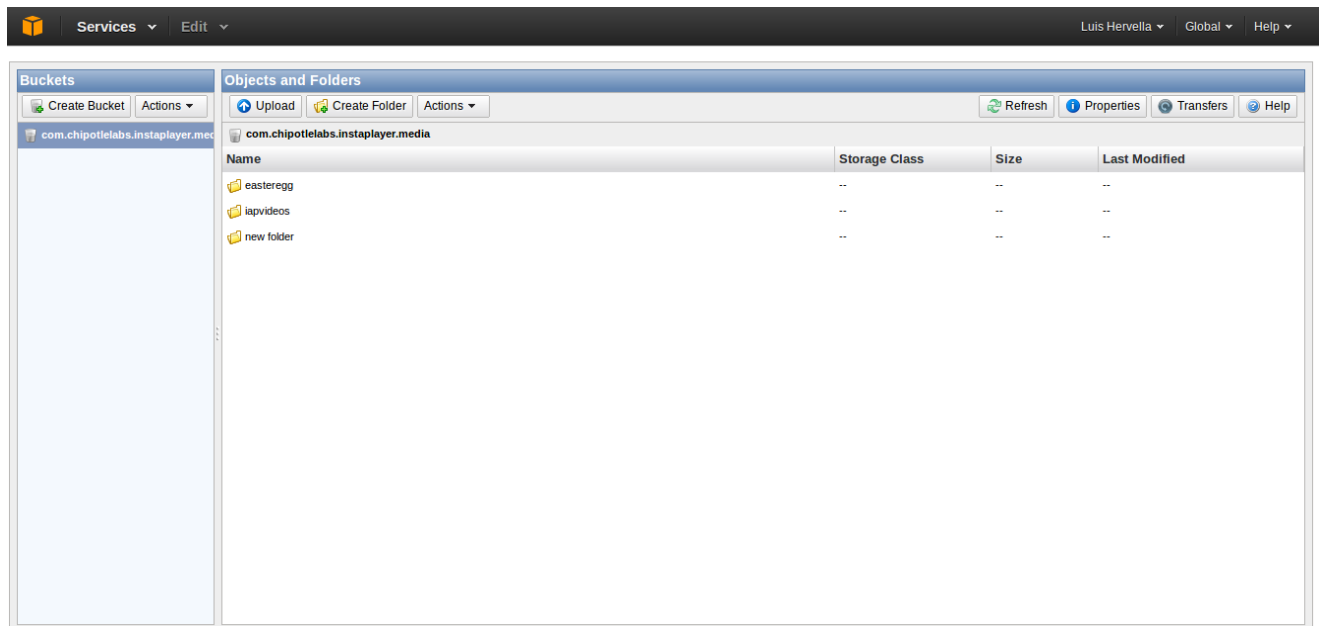 Services Edit Luis Hervella Global Help
Buckets
Create Bucket Actions
com.chipotlelabs.instaplayer.med
Objects and Folders
Upload Create Folder Actions Refresh Properties Transfers Help
com.chipotlelabs.instaplayer.media
Name Storage Class Size Last Modified
easteregg -- -- --
iapvideos -- -- --
new folder -- -- --